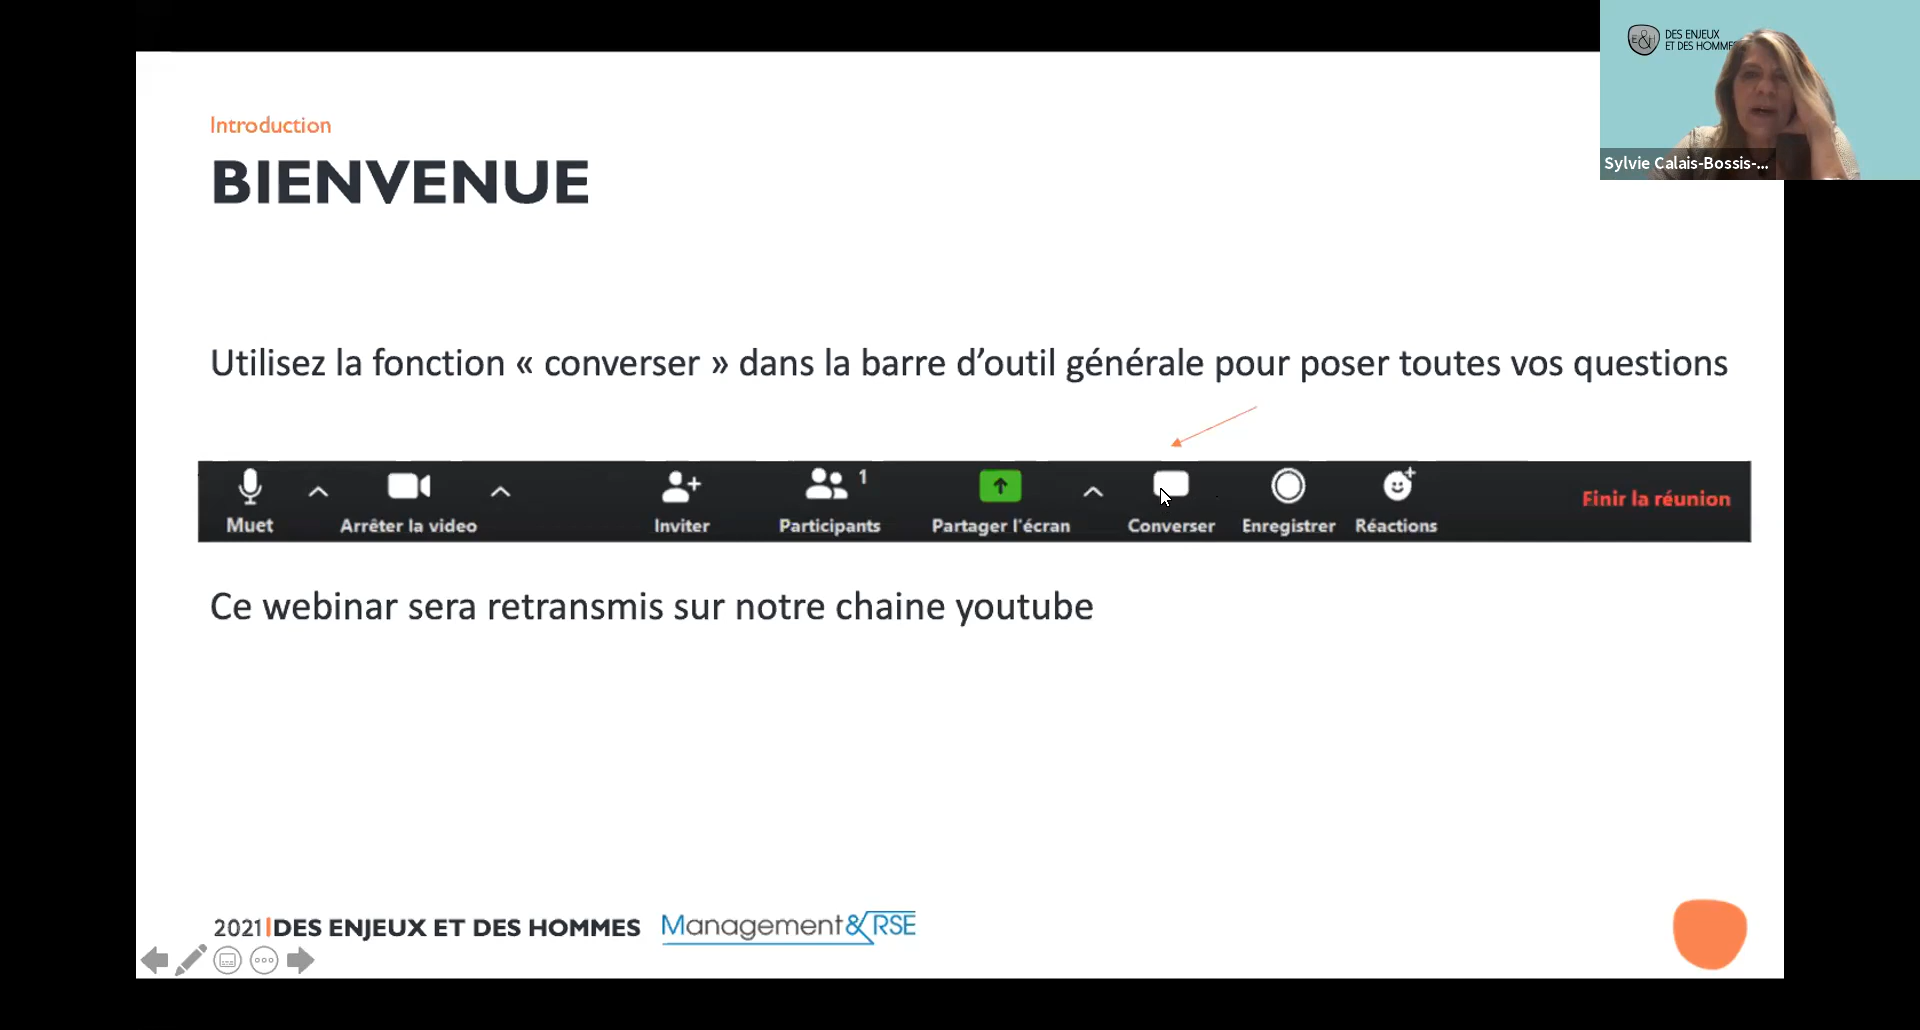 Introduction
BIENVENUE
DES ENJEUX
ET DES HOMME
Sylvie Calais-Bossis-...
Utilisez la fonction « converser » dans la barre d’outil générale pour poser toutes vos questions
1
Muet Arrêter la video Inviter Participants Partager l'écran Converser Enregistrer Réactions Finir la réunion
Ce webinar sera retransmis sur notre chaine youtube
2021 DES ENJEUX ET DES HOMMES Management&RSE